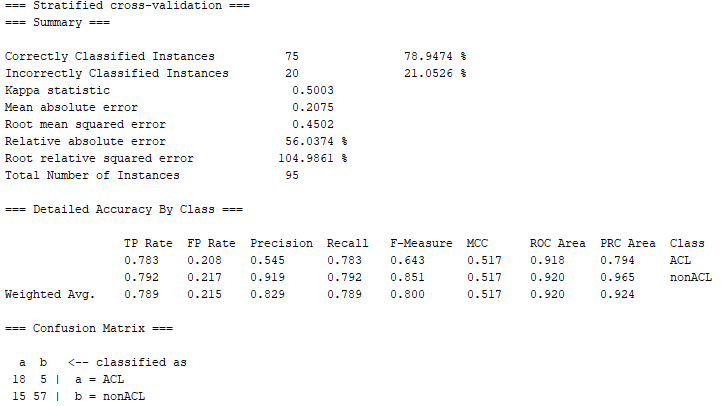 === Stratified cross-validation ===
=== Summary ===
Correctly Classified Instances 75 78.9474 %
Incorrectly Classified Instances 20 21.0526 %
Kappa statistic 0.5003
Mean absolute error 0.2075
Root mean squared error 0.4502
Relative absolute error 56.0374 %
Root relative squared error 104.9861 %
Total Number of Instances 95
=== Detailed Accuracy By Class ===
TP Rate FP Rate Precision Recall F-Measure MCC ROC Area PRC Area Class
0.783 0.208 0.545 0.783 0.643 0.517 0.918 0.794 ACL
0.792 0.217 0.919 0.792 0.851 0.517 0.920 0.965 nonACL
Weighted Avg. 0.789 0.215 0.829 0.789 0.800 0.517 0.920 0.924
=== Confusion Matrix ===
a b <-- classified as
18 5 | a = ACL
15 57 | b = nonACL